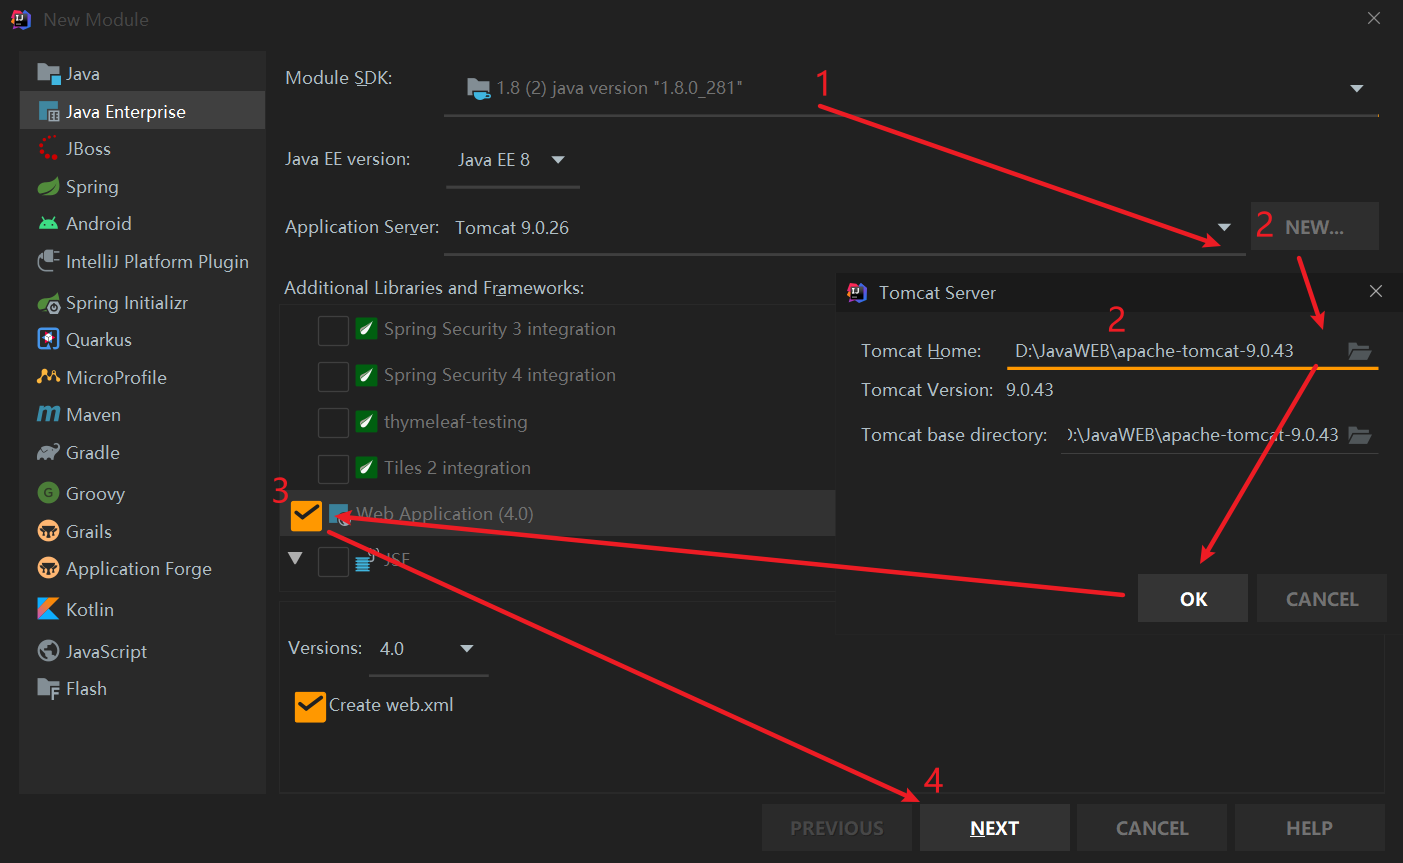 New Module
Java
Java Enterprise
JBoss
Spring
Android
IntelliJ Platform Plugin
Spring Initializr
Quarkus
MicroProfile
Maven
Gradle
Groovy
Grails
Application Forge
Kotlin
JavaScript
Flash
Module SDK:
1.8 (2) java version "1.8.0_281"
1
Java EE version:
Java EE 8
Application Server:
Tomcat 9.0.26
2
NEW...
Additional Libraries and Frameworks:
Spring Security 3 integration
Spring Security 4 integration
thymeleaf-testing
Tiles 2 integration
3
Web Application (4.0)
JSF
Versions:
4.0
Create web.xml
Tomcat Server
2
Tomcat Home:
D:\JavaWEB\apache-tomcat-9.0.43
Tomcat Version:
9.0.43
Tomcat base directory:
:\JavaWEB\apache-tomcat-9.0.43
OK
CANCEL
4
PREVIOUS
NEXT
CANCEL
HELP